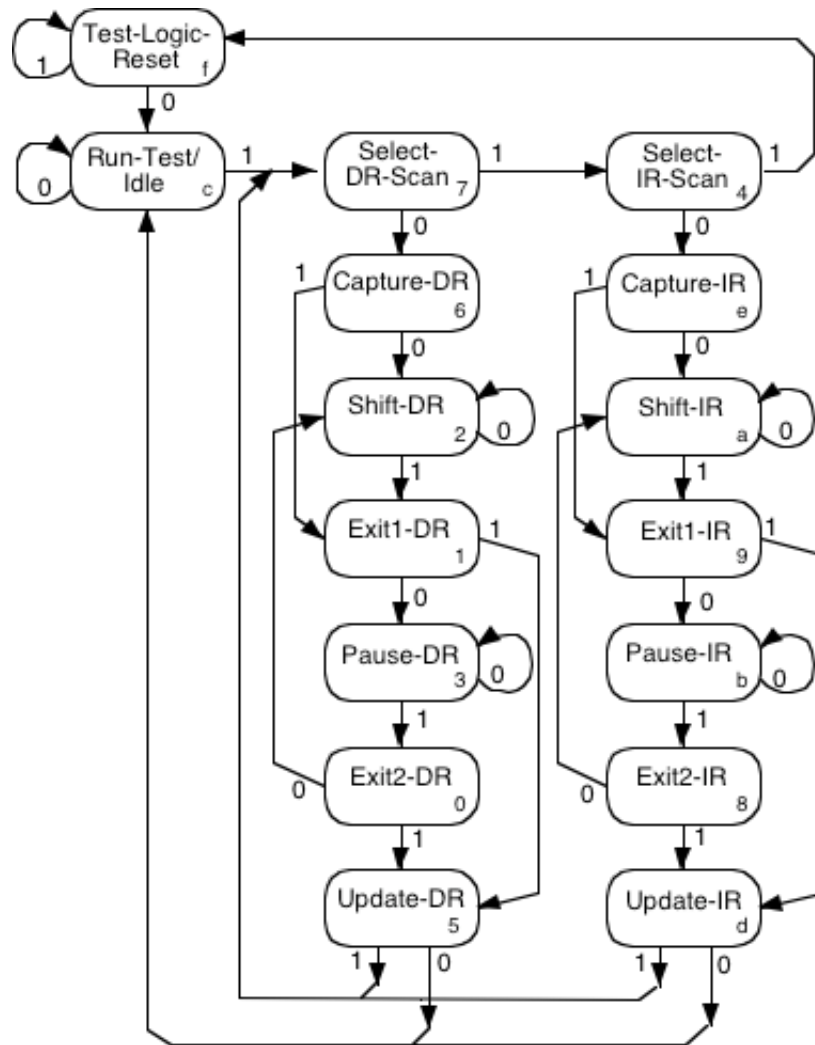 Test-Logic-
Reset
f
1
0
Run-Test/
Idle
c
0
1
Select-
DR-Scan
7
1
Select-
IR-Scan
4
1
0
0
1
Capture-DR
6
1
Capture-IR
e
0
0
Shift-DR
2
0
Shift-IR
a
0
1
1
Exit1-DR
1
1
Exit1-IR
9
1
0
0
Pause-DR
3
0
Pause-IR
b
0
1
1
Exit2-DR
0
0
Exit2-IR
8
0
1
1
Update-DR
5
Update-IR
d
1
0
1
0